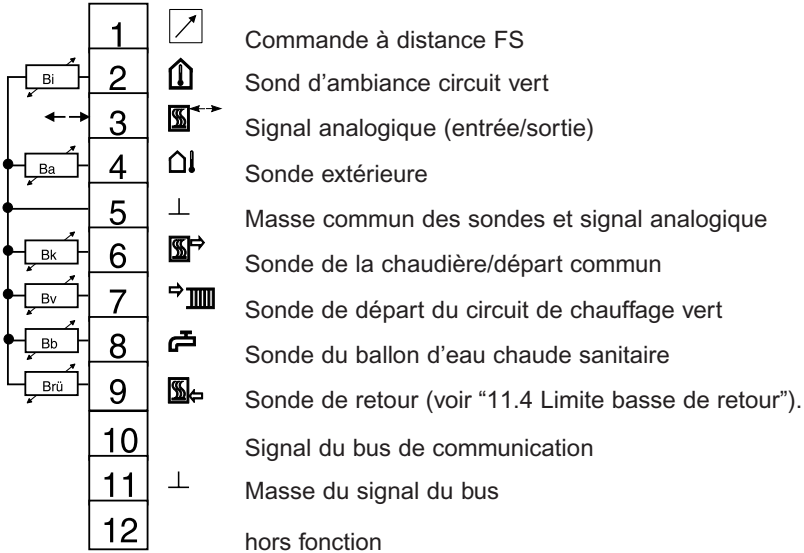 1 Commande à distance FS
Bi 2 Sond d’ambiance circuit vert
3 Signal analogique (entrée/sortie)
Ba 4 Sonde extérieure
5 Masse commun des sondes et signal analogique
Bk 6 Sonde de la chaudière/départ commun
Bv 7 Sonde de départ du circuit de chauffage vert
Bb 8 Sonde du ballon d’eau chaude sanitaire
Brü 9 Sonde de retour (voir “11.4 Limite basse de retour”).
10 Signal du bus de communication
11 Masse du signal du bus
12 hors fonction